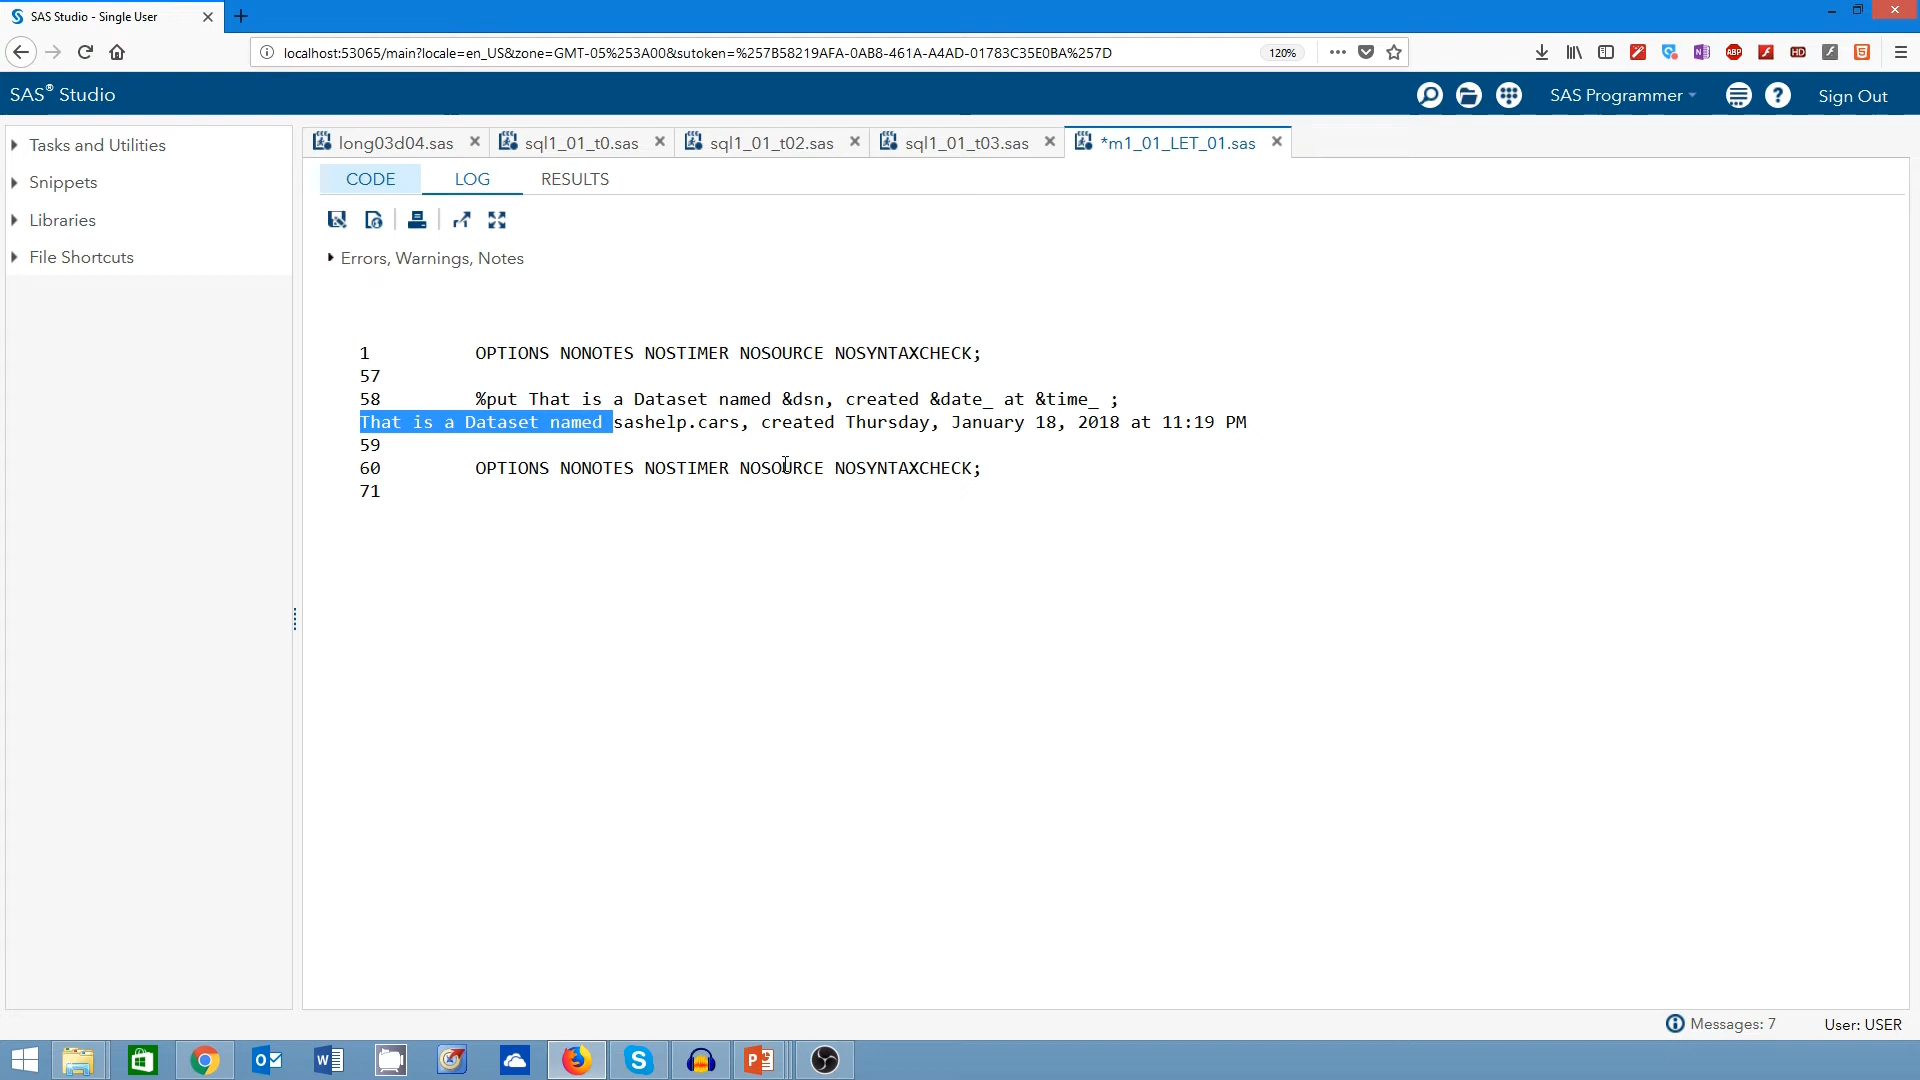 SAS Studio - Single User
localhost:53065/main?locale=en_US&zone=GMT-05%253A00&sutoken=%257B58219AFA-0AB8-461A-A4AD-01783C35E0BA%257D
120%
ABP
HD
SAS® Studio
SAS Programmer
Sign Out
Tasks and Utilities
Snippets
Libraries
File Shortcuts
long03d04.sas
sql1_01_t0.sas
sql1_01_t02.sas
sql1_01_t03.sas
*m1_01_LET_01.sas
CODE
LOG
RESULTS
Errors, Warnings, Notes
1 OPTIONS NONOTES NOSTIMER NOSOURCE NOSYNTAXCHECK;
57
58 %put That is a Dataset named &dsn, created &date_ at &time_ ;
That is a Dataset named sashelp.cars, created Thursday, January 18, 2018 at 11:19 PM
59
60 OPTIONS NONOTES NOSTIMER NOSOURCE NOSYNTAXCHECK;
71
Messages: 7
User: USER